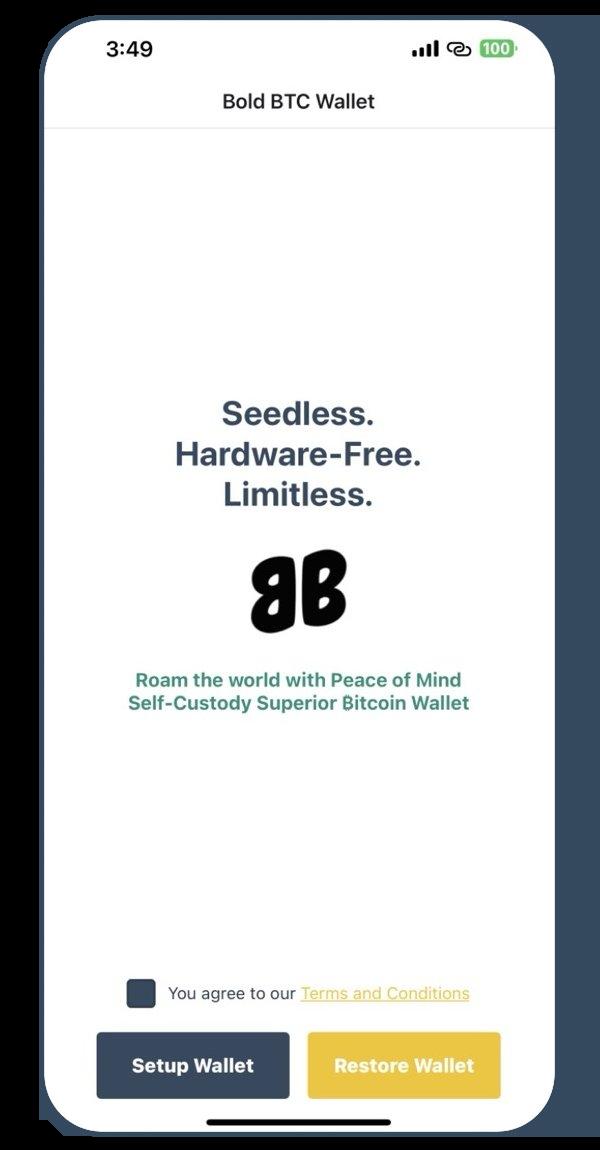 3:49
100
Bold BTC Wallet
Seedless.
Hardware-Free.
Limitless.
BB
Roam the world with Peace of Mind
Self-Custody Superior ₿itcoin Wallet
You agree to our Terms and Conditions
Setup Wallet
Restore Wallet